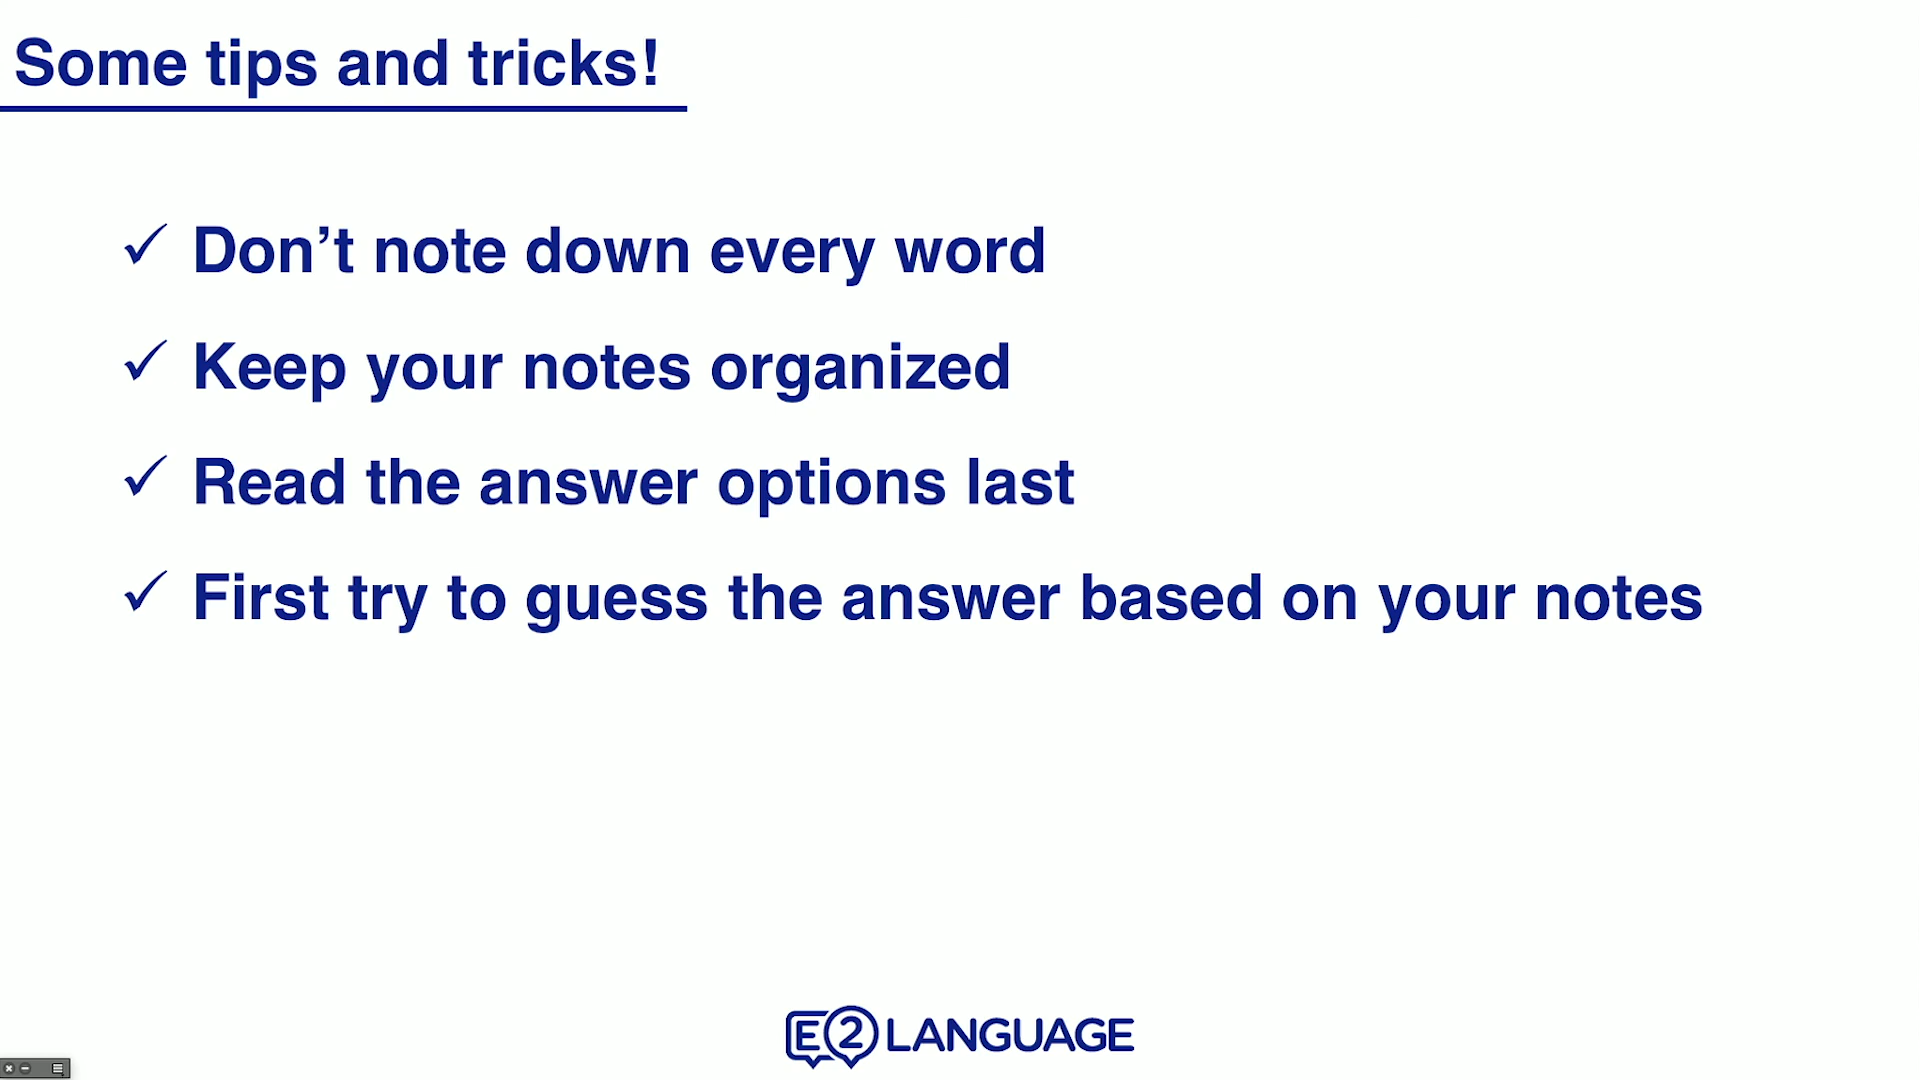 Some tips and tricks!
✓ Don’t note down every word
✓ Keep your notes organized
✓ Read the answer options last
✓ First try to guess the answer based on your notes
E2 LANGUAGE